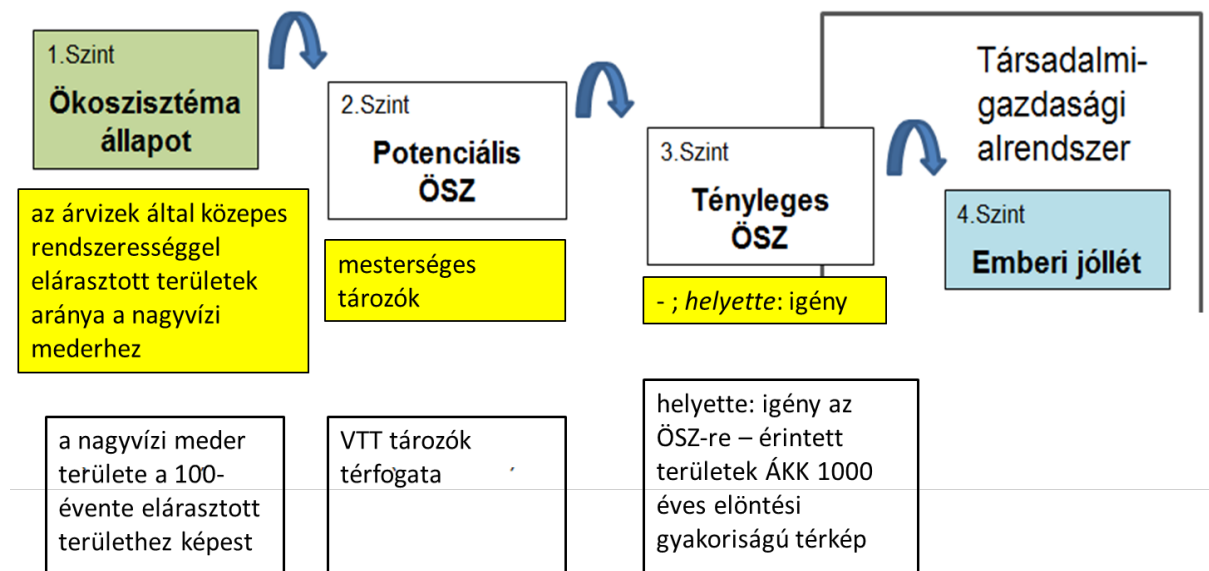 1.Szint
Ökoszisztéma
állapot
az árvizek által közepes
rendszerességgel
elárasztott területek
aránya a nagyvízi
mederhez
a nagyvízi meder
területe a 100-
évente elárasztott
területhez képest
2.Szint
Potenciális
ÖSZ
mesterséges
tározók
VTT tározók
térfogata
3.Szint
Tényleges
ÖSZ
- ; helyette: igény
helyette: igény az
ÖSZ-re – érintett
területek ÁKK 1000
éves elöntési
gyakoriságú térkép
Társadalmi-
gazdasági
alrendszer
4.Szint
Emberi jóllét